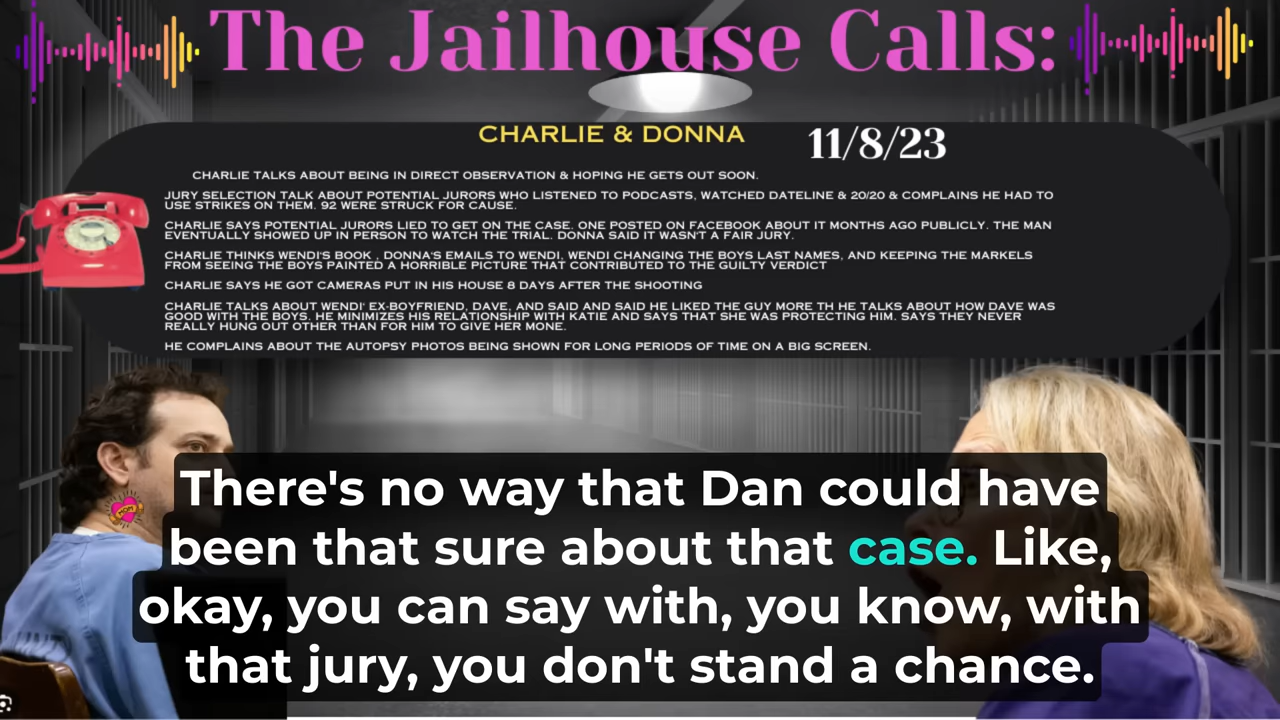 The Jailhouse Calls:
CHARLIE & DONNA
11/8/23
CHARLIE TALKS ABOUT BEING IN DIRECT OBSERVATION & HOPING HE GETS OUT SOON.
JURY SELECTION TALK ABOUT POTENTIAL JURORS WHO LISTENED TO PODCASTS, WATCHED DATELINE & 20/20 & COMPLAINS HE HAD TO
USE STRIKES ON THEM. 92 WERE STRUCK FOR CAUSE.
CHARLIE SAYS POTENTIAL JURORS LIED TO GET ON THE CASE. ONE POSTED ON FACEBOOK ABOUT IT MONTHS AGO PUBLICLY. THE MAN
EVENTUALLY SHOWED UP IN PERSON TO WATCH THE TRIAL. DONNA SAID IT WASN'T A FAIR JURY.
CHARLIE THINKS WENDI'S BOOK , DONNA'S EMAILS TO WENDI, WENDI CHANGING THE BOYS LAST NAMES, AND KEEPING THE MARKELS
FROM SEEING THE BOYS PAINTED A HORRIBLE PICTURE THAT CONTRIBUTED TO THE GUILTY VERDICT
CHARLIE SAYS HE GOT CAMERAS PUT IN HIS HOUSE 8 DAYS AFTER THE SHOOTING
CHARLIE TALKS ABOUT WENDI' EX-BOYFRIEND, DAVE, AND SAID AND SAID HE LIKED THE GUY MORE TH HE TALKS ABOUT HOW DAVE WAS
GOOD WITH THE BOYS. HE MINIMIZES HIS RELATIONSHIP WITH KATIE AND SAYS THAT SHE WAS PROTECTING HIM. SAYS THEY NEVER
REALLY HUNG OUT OTHER THAN FOR HIM TO GIVE HER MONE.
HE COMPLAINS ABOUT THE AUTOPSY PHOTOS BEING SHOWN FOR LONG PERIODS OF TIME ON A BIG SCREEN.
MOM
There's no way that Dan could have
been that sure about that case. Like,
okay, you can say with, you know, with
that jury, you don't stand a chance.